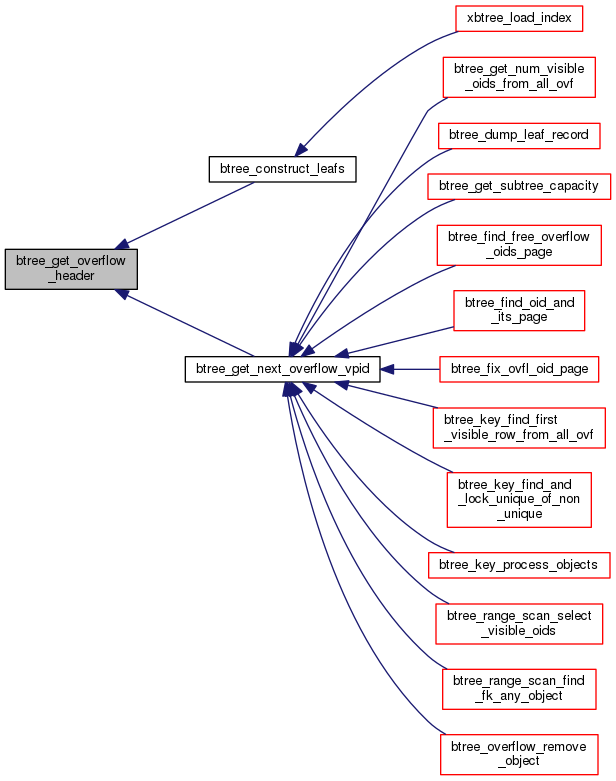 xbtree_load_index
btree_get_num_visible
_oids_from_all_ovf
btree_dump_leaf_record
btree_construct_leafs
btree_get_subtree_capacity
btree_find_free_overflow
_oids_page
btree_get_overflow
_header
btree_find_oid_and
_its_page
btree_get_next_overflow_vpid
btree_fix_ovfl_oid_page
btree_key_find_first
_visible_row_from_all_ovf
btree_key_find_and
_lock_unique_of_non
_unique
btree_key_process_objects
btree_range_scan_select
_visible_oids
btree_range_scan_find
_fk_any_object
btree_overflow_remove
_object